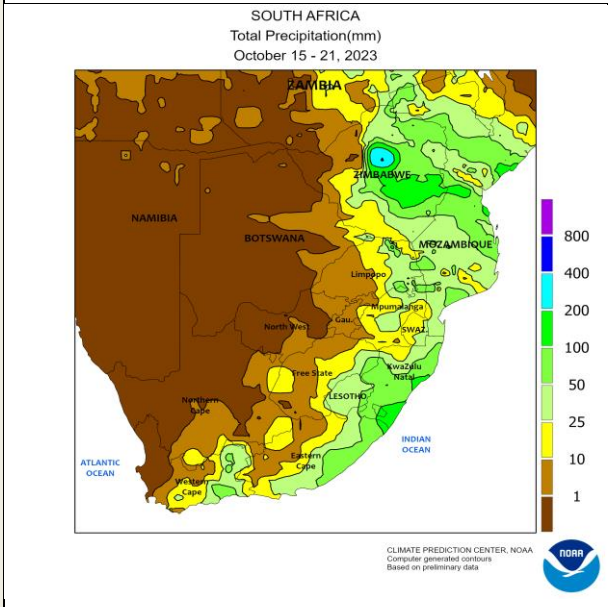 SOUTH AFRICA
Total Precipitation(mm)
October 15 - 21, 2023
ZAMBIA
ZIMBABWE
NAMIBIA
BOTSWANA
MOZAMBIQUE
Limpopo
Mpumalanga
Gau.
North West
SWAZ.
Free State
KwaZulu
Natal
LESOTHO
Northern
Cape
Eastern
Cape
Western
Cape
ATLANTIC
OCEAN
INDIAN
OCEAN
800
400
200
100
50
25
10
1
CLIMATE PREDICTION CENTER, NOAA
Computer generated contours
Based on preliminary data
NOAA